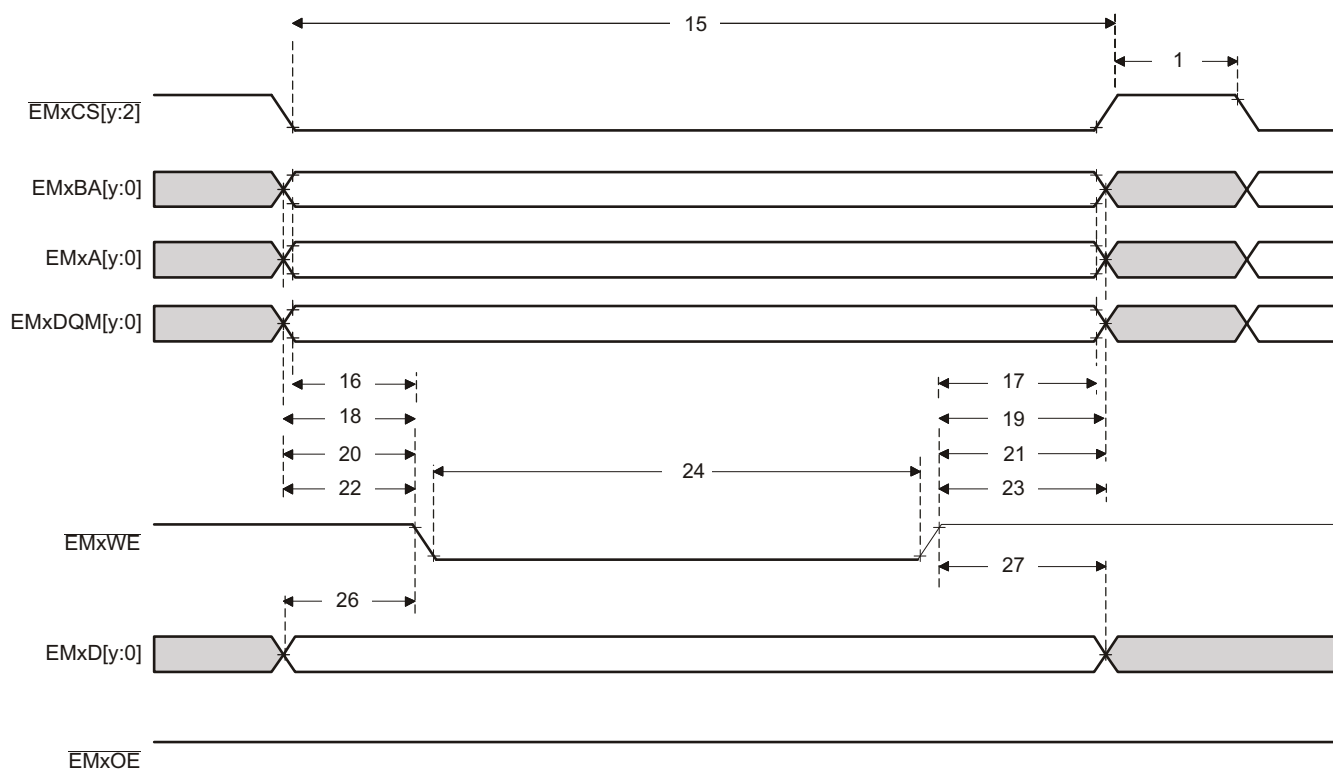 15
1
EMxCS[y:2]
EMxBA[y:0]
EMxA[y:0]
EMxDQM[y:0]
16
17
18
19
20
21
24
22
23
EMxWE
27
26
EMxD[y:0]
EMxOE